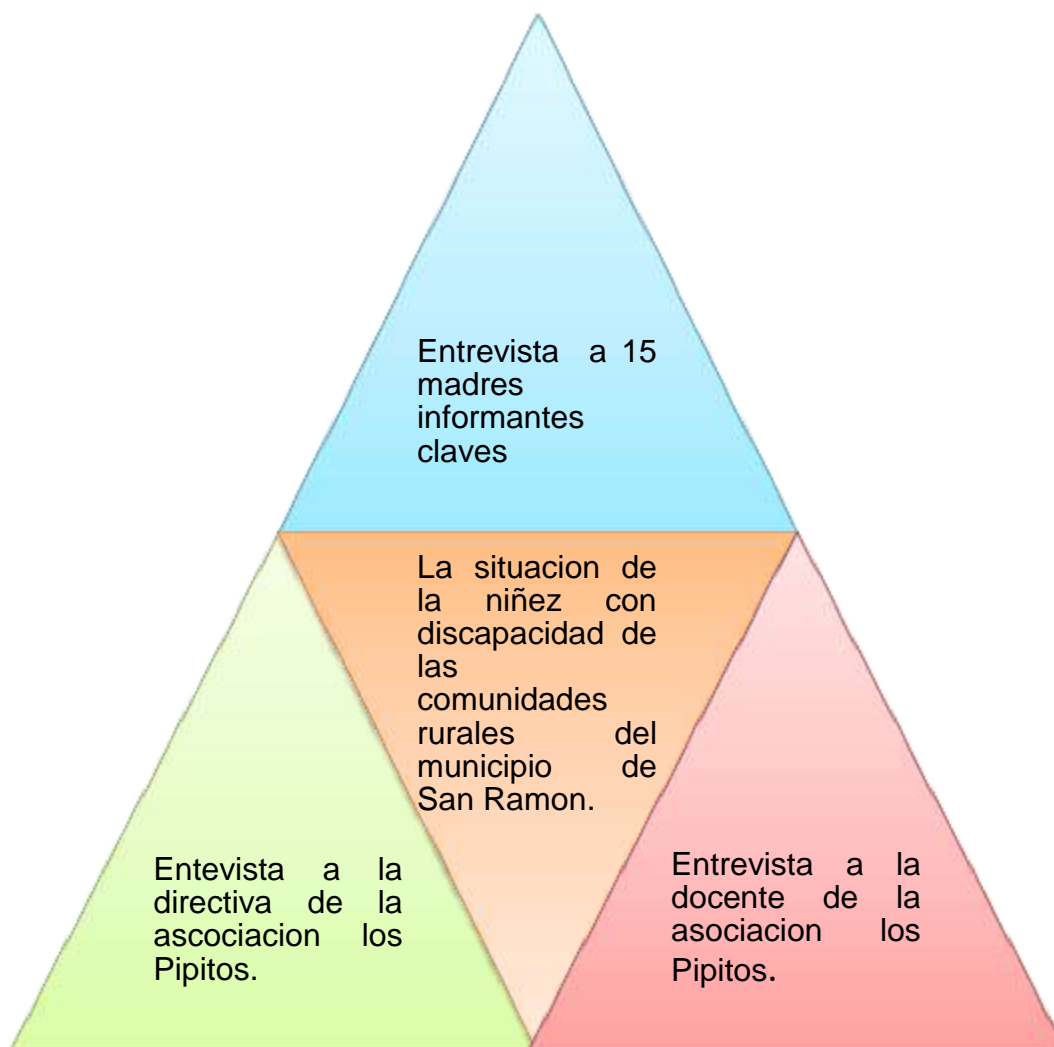 Entrevista a 15
madres
informantes
claves
La situacion de
la niñez con
discapacidad de
las
comunidades
rurales del
municipio de
San Ramon.
Entevista a la
directiva de la
ascociacion los
Pipitos.
Entrevista a la
docente de la
asociacion los
Pipitos.